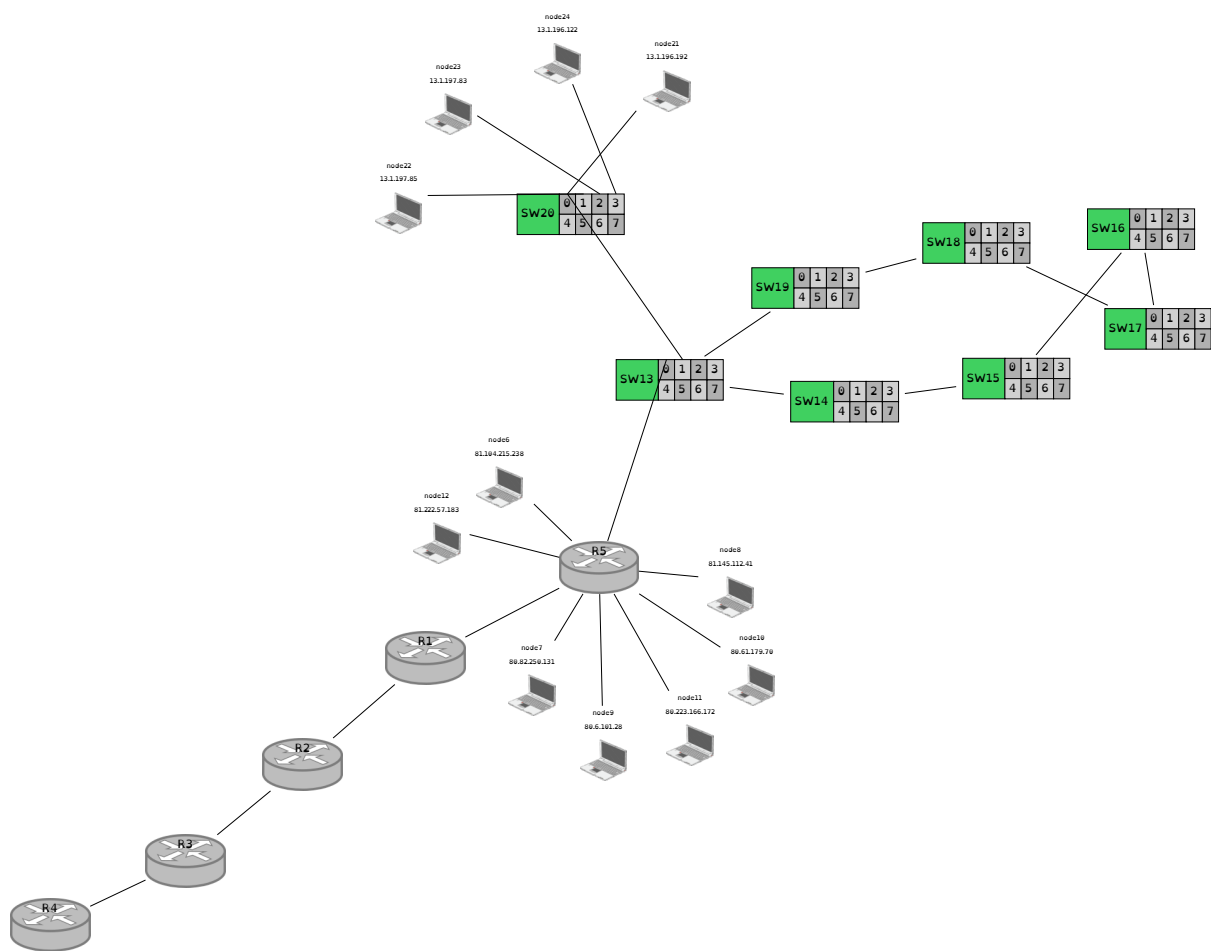 node24
13.1.196.122
node21
13.1.196.192
node23
13.1.197.83
node22
13.1.197.85
SW20 0 1 2 3
4 5 6 7
SW16 0 1 2 3
4 5 6 7
SW18 0 1 2 3
4 5 6 7
SW19 0 1 2 3
4 5 6 7
SW17 0 1 2 3
4 5 6 7
SW13 0 1 2 3
4 5 6 7
SW15 0 1 2 3
4 5 6 7
SW14 0 1 2 3
4 5 6 7
node6
81.104.215.238
node12
81.222.57.183
R5
node8
81.145.112.41
node10
80.61.179.70
R1
node7
80.82.250.131
node11
80.223.166.172
node9
80.6.101.28
R2
R3
R4